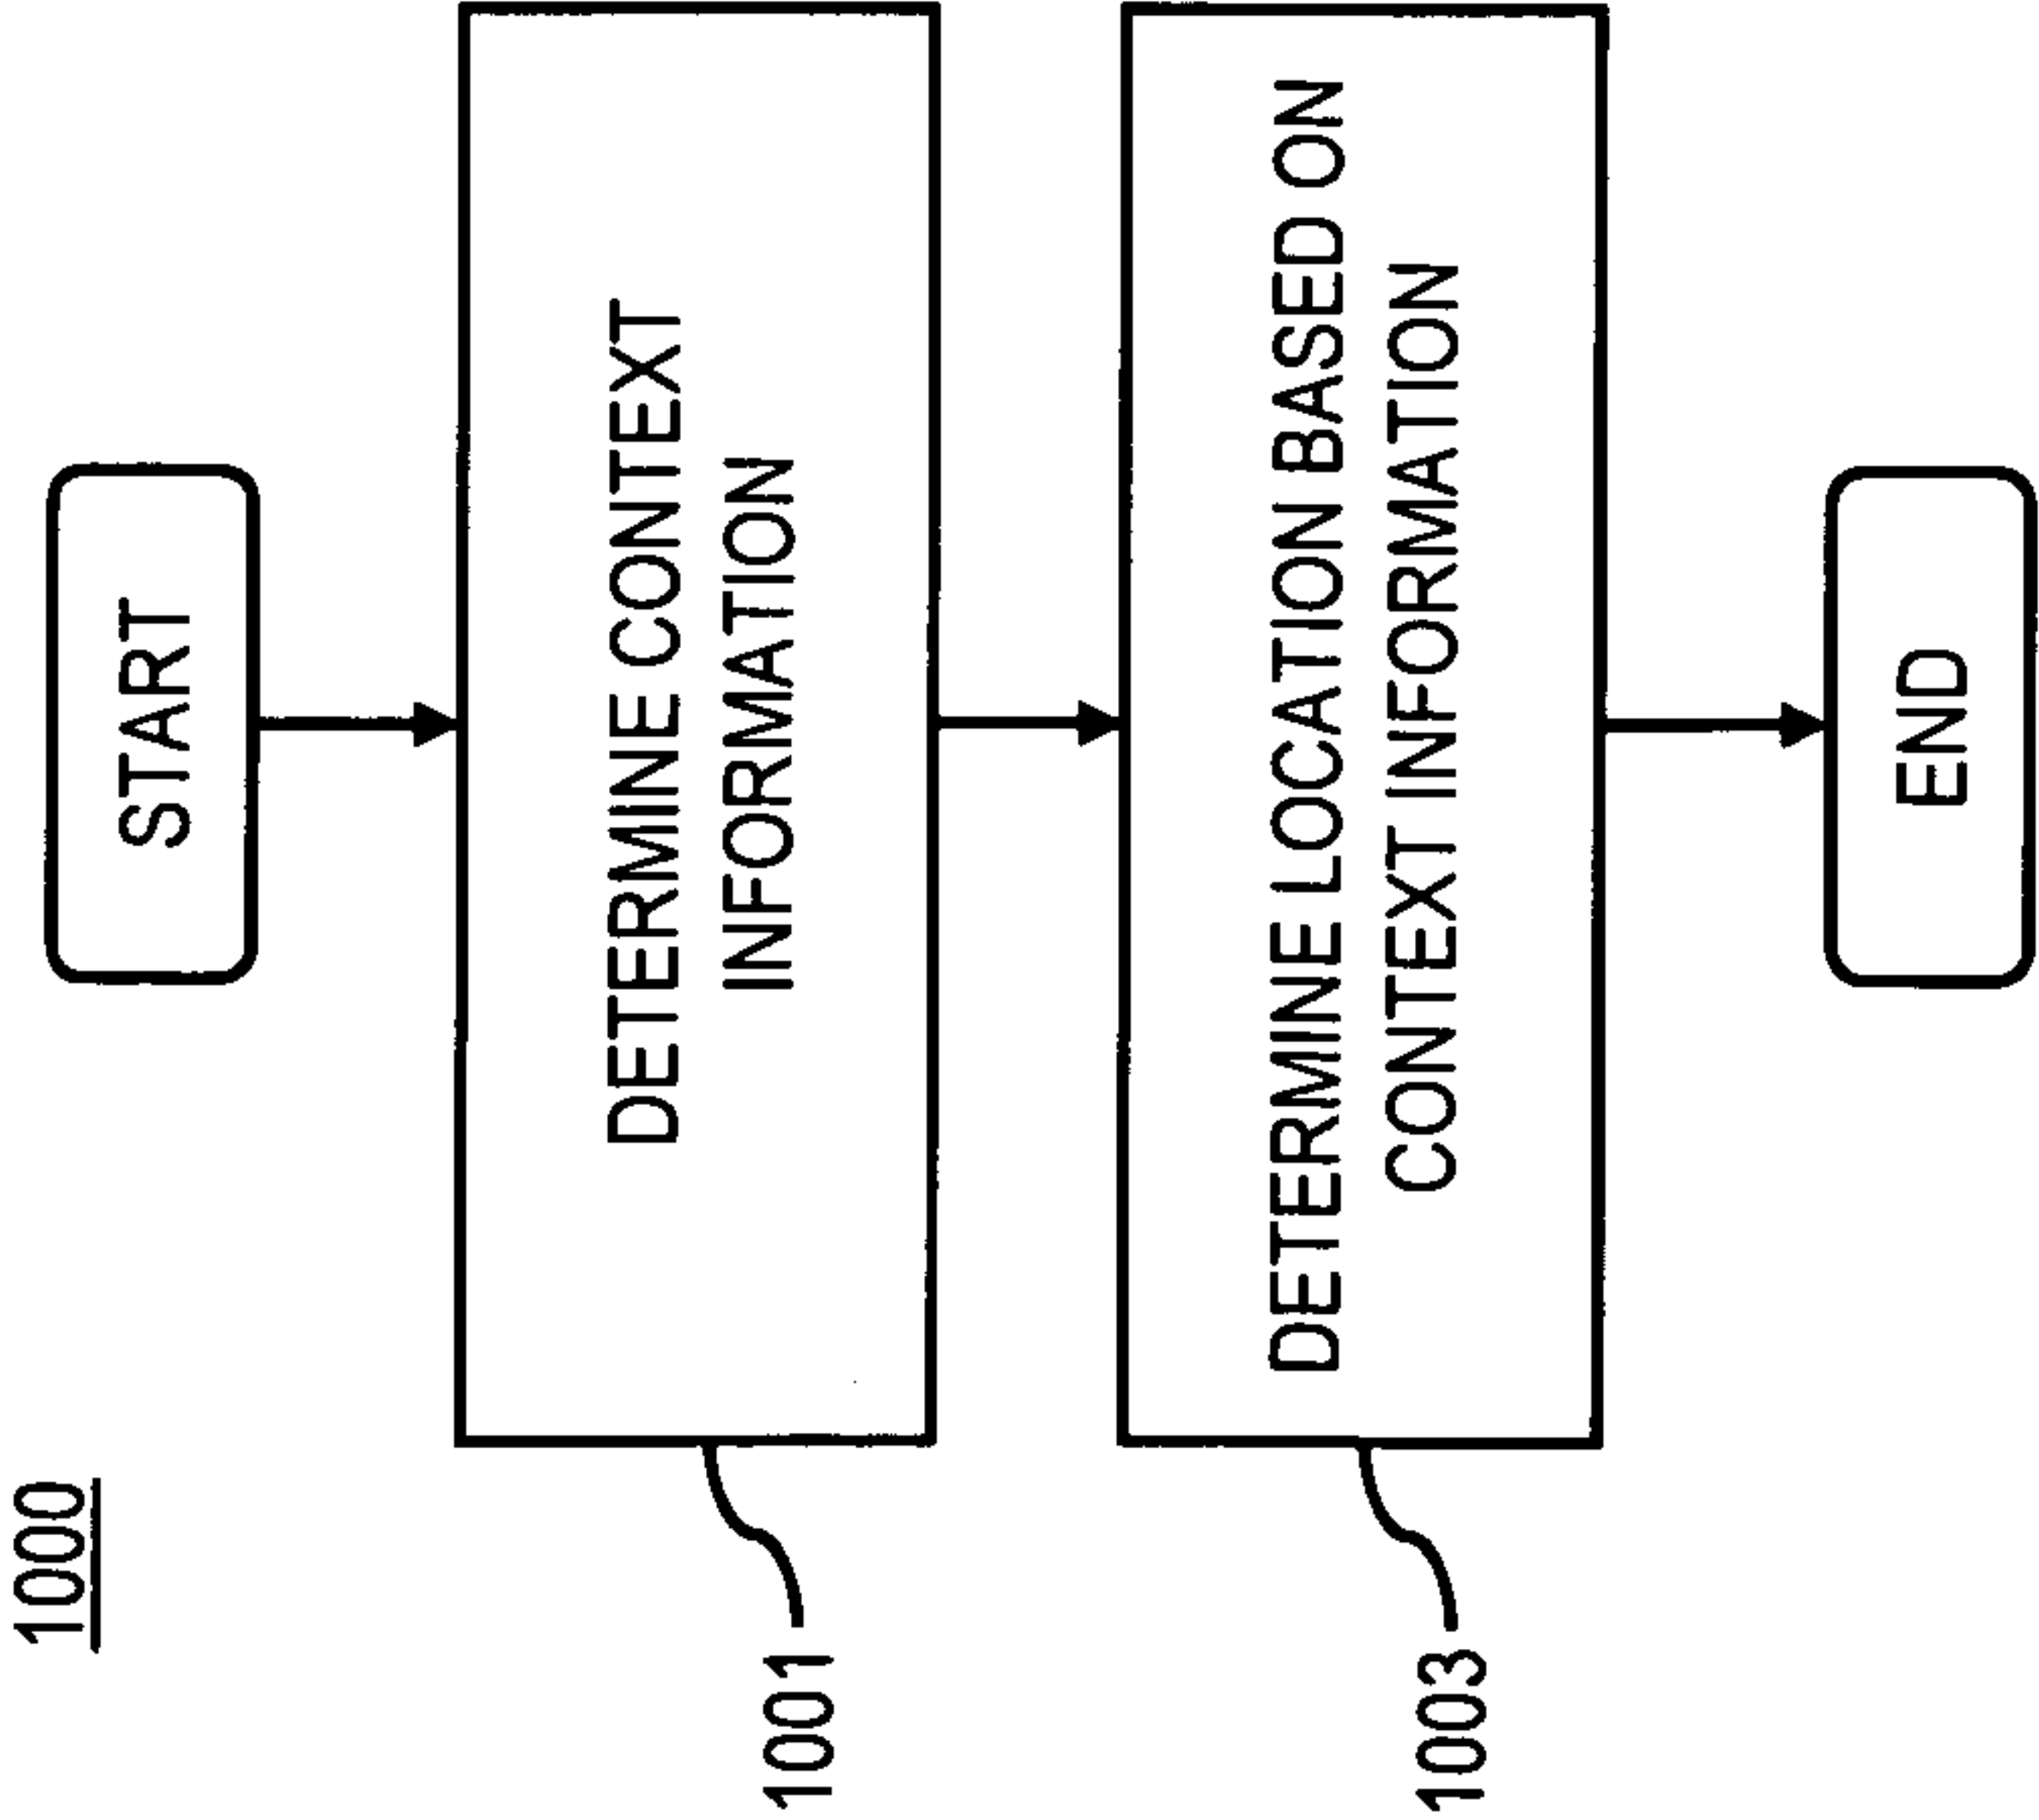 1000
START
1001
DETERMINE CONTEXT
INFORMATION
1003
DETERMINE LOCATION BASED ON
CONTEXT INFORMATION
END